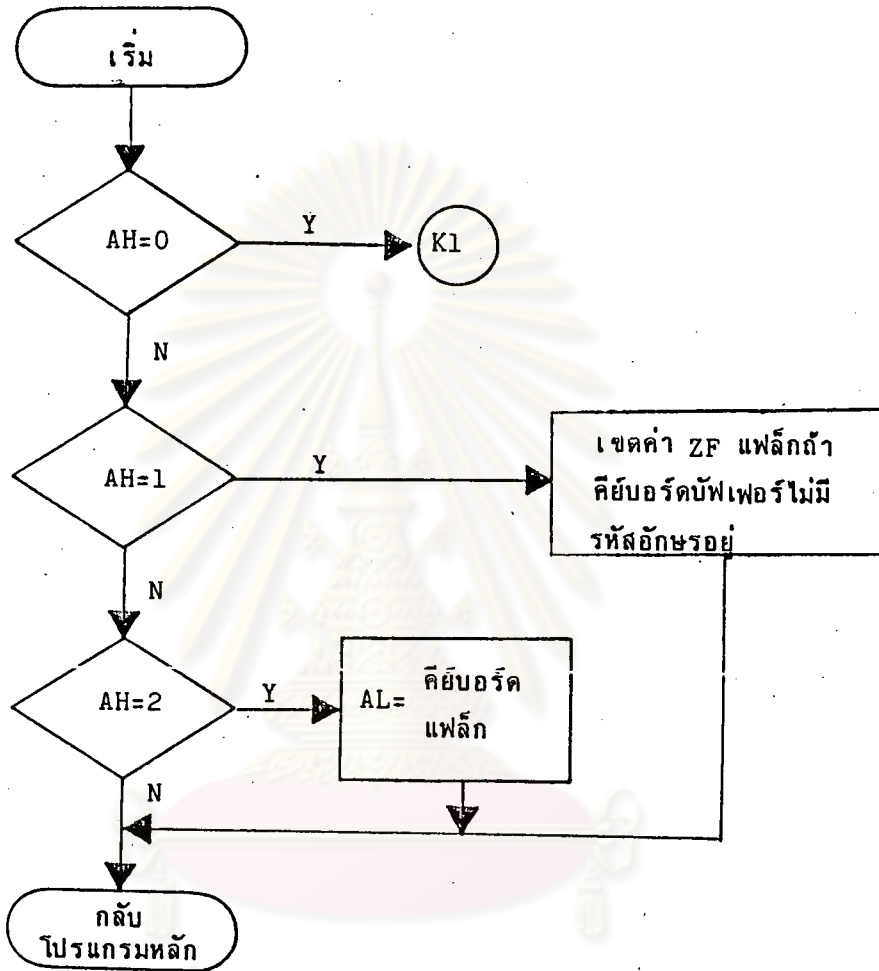 เริ่ม
AH=0
Y
K1
N
AH=1
Y
เซตค่า ZF แฟล็กถ้า
คีย์บอร์ดบัฟเฟอร์ไม่มี
รหัสอักษรอยู่
N
AH=2
Y
AL= คีย์บอร์ด
แฟล็ก
N
กลับ
โปรแกรมหลัก